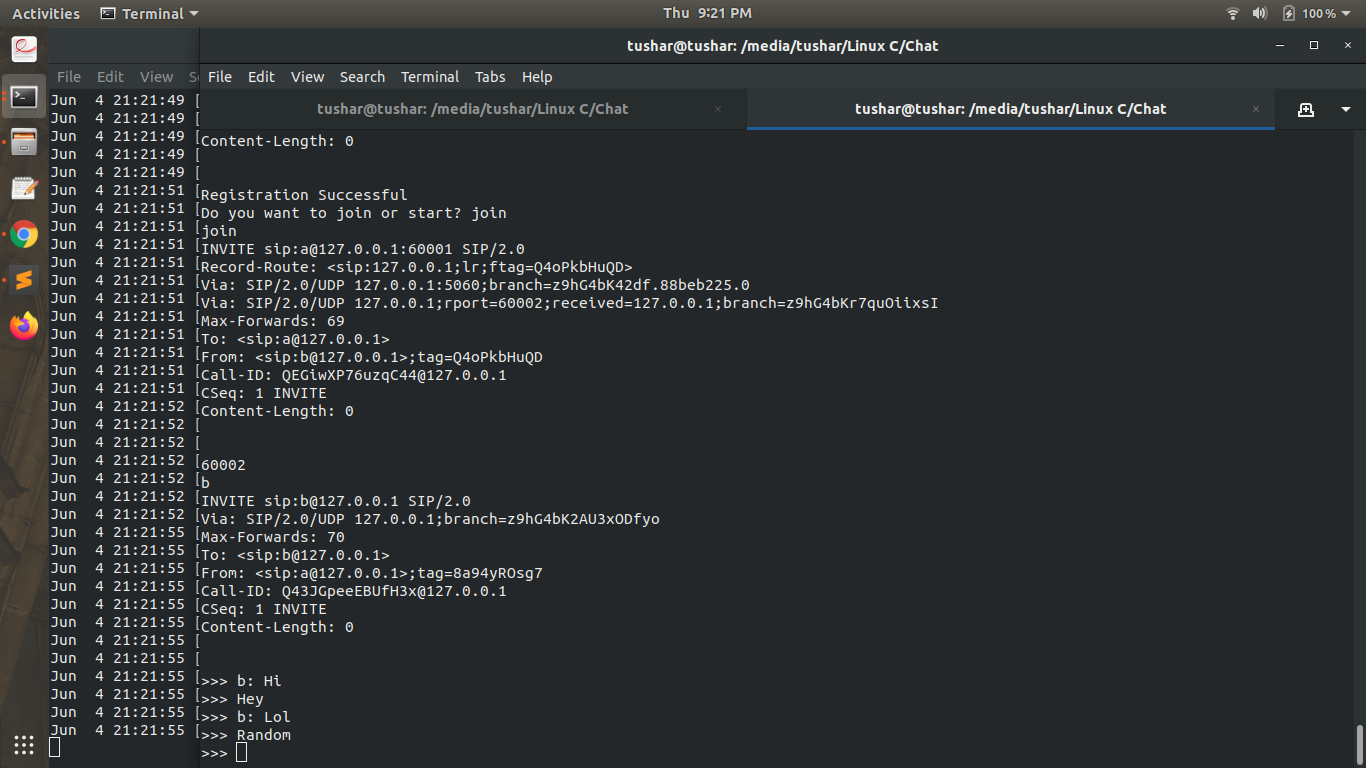 Activities
Terminal
Thu 9:21 PM
100%
tushar@tushar: /media/tushar/Linux C/Chat
File Edit View
File Edit View Search Terminal Tabs Help
tushar@tushar: /media/tushar/Linux C/Chat
tushar@tushar: /media/tushar/Linux C/Chat
Jun  4 21:21:49 [
Jun  4 21:21:49 [
Jun  4 21:21:49 [
Jun  4 21:21:49 [
Jun  4 21:21:49 [
Jun  4 21:21:51 [
Jun  4 21:21:51 [
Jun  4 21:21:51 [
Jun  4 21:21:51 [
Jun  4 21:21:51 [
Jun  4 21:21:51 [
Jun  4 21:21:51 [
Jun  4 21:21:51 [
Jun  4 21:21:51 [
Jun  4 21:21:51 [
Jun  4 21:21:51 [
Jun  4 21:21:51 [
Jun  4 21:21:52 [
Jun  4 21:21:52 [
Jun  4 21:21:52 [
Jun  4 21:21:52 [
Jun  4 21:21:52 [
Jun  4 21:21:52 [
Jun  4 21:21:52 [
Jun  4 21:21:55 [
Jun  4 21:21:55 [
Jun  4 21:21:55 [
Jun  4 21:21:55 [
Jun  4 21:21:55 [
Jun  4 21:21:55 [
Jun  4 21:21:55 [
Jun  4 21:21:55 [
Jun  4 21:21:55 [
Jun  4 21:21:55 [
Jun  4 21:21:55 [
Jun  4 21:21:55 [
Content-Length: 0
Registration Successful
Do you want to join or start? join
join
INVITE sip:a@127.0.0.1:60001 SIP/2.0
Record-Route: <sip:127.0.0.1;lr;ftag=Q4oPkbHuQD>
Via: SIP/2.0/UDP 127.0.0.1:5060;branch=z9hG4bK42df.88beb225.0
Via: SIP/2.0/UDP 127.0.0.1;rport=60002;received=127.0.0.1;branch=z9hG4bKr7quOiixsI
Max-Forwards: 69
To: <sip:a@127.0.0.1>
From: <sip:b@127.0.0.1>;tag=Q4oPkbHuQD
Call-ID: QEGiwXP76uzqC44@127.0.0.1
CSeq: 1 INVITE
Content-Length: 0
60002
b
INVITE sip:b@127.0.0.1 SIP/2.0
Via: SIP/2.0/UDP 127.0.0.1;branch=z9hG4bK2AU3xODfyo
Max-Forwards: 70
To: <sip:b@127.0.0.1>
From: <sip:a@127.0.0.1>;tag=8a94yROsg7
Call-ID: Q43JGpeeEBUfH3x@127.0.0.1
CSeq: 1 INVITE
Content-Length: 0
>>> b: Hi
>>> Hey
>>> b: Lol
>>> Random
>>>